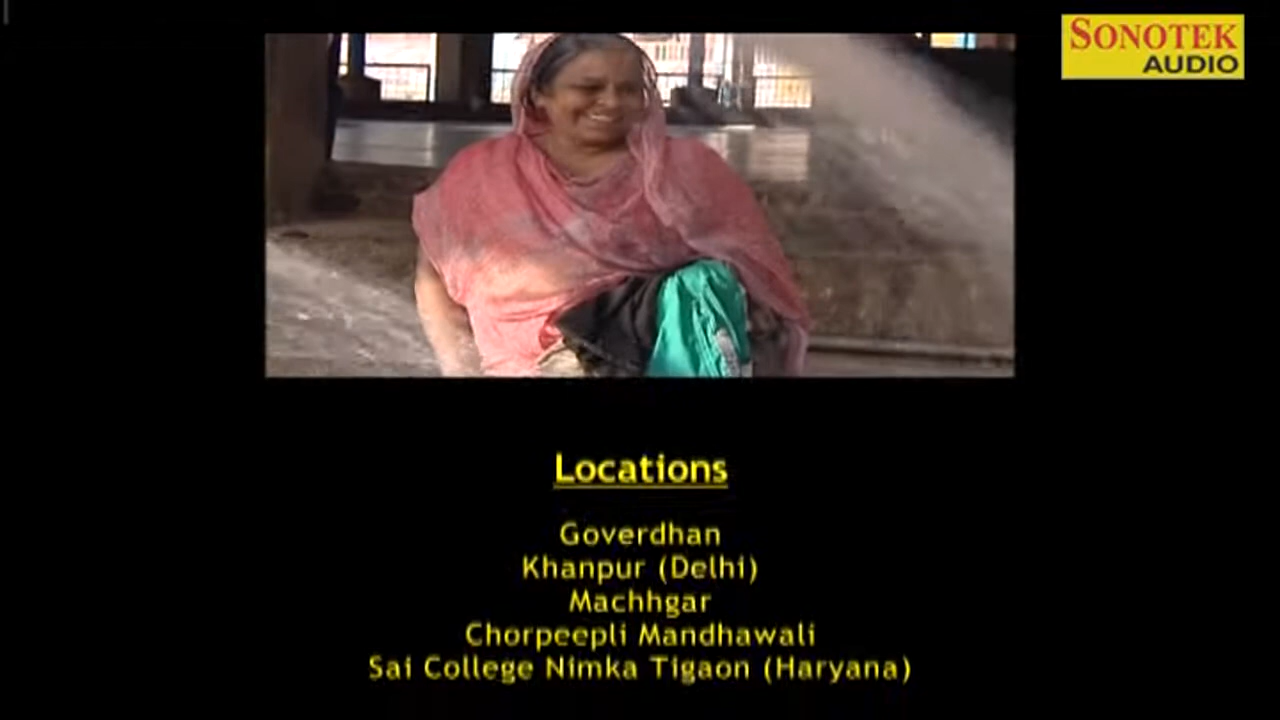 SONOTEK
AUDIO
Locations
Goverdhan
Khanpur (Delhi)
Machhgar
Chorpeepli Mandhawali
Sai College Nimka Tigaon (Haryana)